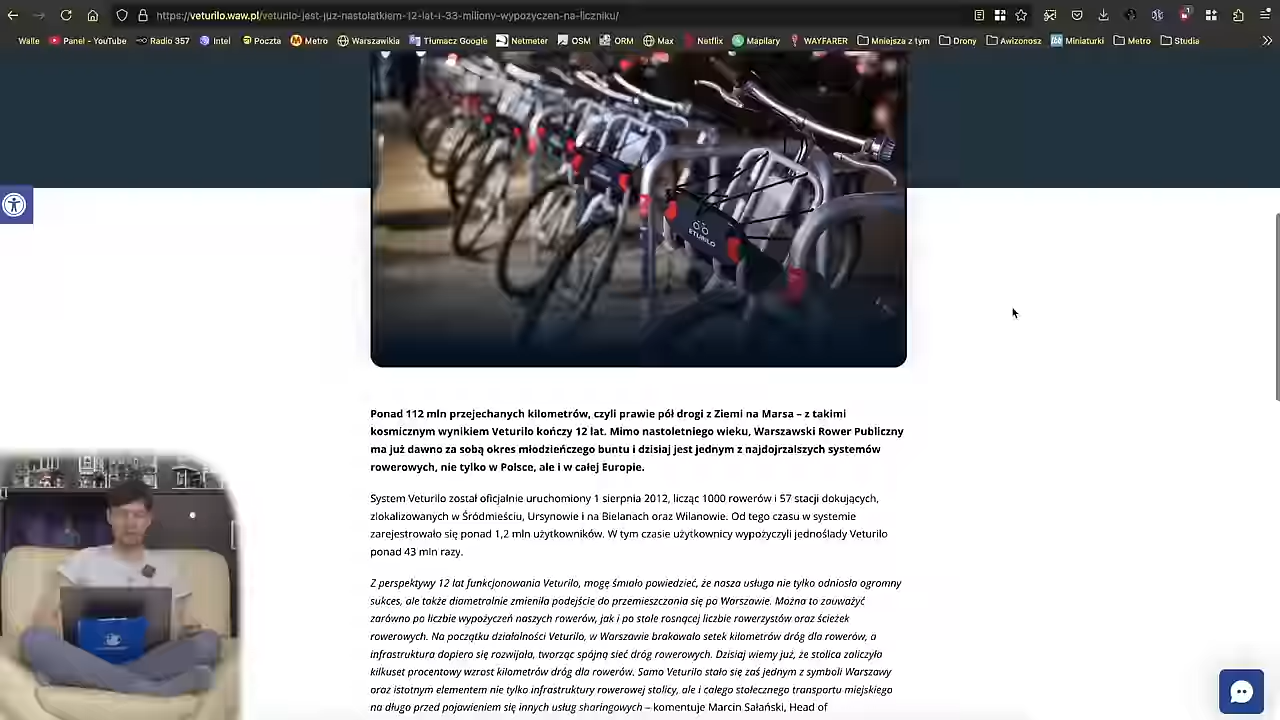 https://veturilo.waw.pl/veturilo-jest-juz-nastolatkiem-12-lat-i-33-miliony-wypozyczen-na-liczniku/
Walle Panel - YouTube Radio 357 Intel Poczta Metro Warszawikia Tłumacz Google Netmeter OSM ORM Max Netflix Mapilary WAYFARER Mniejsza z tym Drony Awizonosz Miniaturki Metro Studia
ETURILO
Ponad 112 mln przejechanych kilometrów, czyli prawie pół drogi z Ziemi na Marsa – z takimi
kosmicznym wynikiem Veturilo kończy 12 lat. Mimo nastoletniego wieku, Warszawski Rower Publiczny
ma już dawno za sobą okres młodzieńczego buntu i dzisiaj jest jednym z najdojrzalszych systemów
rowerowych, nie tylko w Polsce, ale i w całej Europie.
System Veturilo został oficjalnie uruchomiony 1 sierpnia 2012, licząc 1000 rowerów i 57 stacji dokujących,
zlokalizowanych w Śródmieściu, Ursynowie i na Bielanach oraz Wilanowie. Od tego czasu w systemie
zarejestrowało się ponad 1,2 mln użytkowników. W tym czasie użytkownicy wypożyczyli jednoślady Veturilo
ponad 43 mln razy.
Z perspektywy 12 lat funkcjonowania Veturilo, mogę śmiało powiedzieć, że nasza usługa nie tylko odniosła ogromny
sukces, ale także diametralnie zmieniła podejście do przemieszczania się po Warszawie. Można to zauważyć
zarówno po liczbie wypożyczeń naszych rowerów, jak i po stale rosnącej liczbie rowerzystów oraz ścieżek
rowerowych. Na początku działalności Veturilo, w Warszawie brakowało setek kilometrów dróg dla rowerów, a
infrastruktura dopiero się rozwijała, tworząc spójną sieć dróg rowerowych. Dzisiaj wiemy już, że stolica zaliczyła
kilkuset procentowy wzrost kilometrów dróg dla rowerów. Samo Veturilo stało się zaś jednym z symboli Warszawy
oraz istotnym elementem nie tylko infrastruktury rowerowej stolicy, ale i całego stołecznego transportu miejskiego
na długo przed pojawieniem się innych usług sharingowych – komentuje Marcin Sałański, Head of